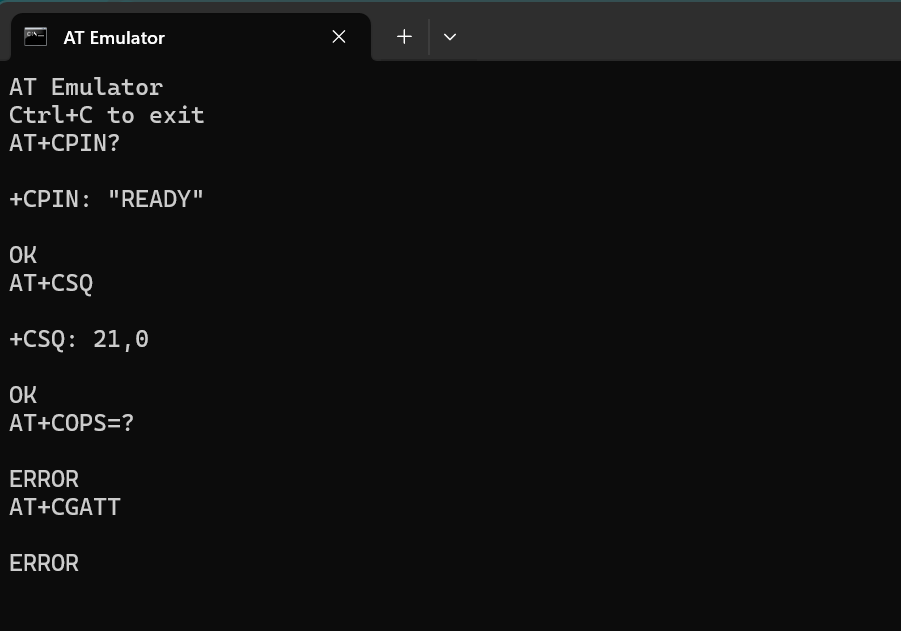 AT Emulator
AT Emulator
Ctrl+C to exit
AT+CPIN?
+CPIN: "READY"
OK
AT+CSQ
+CSQ: 21,0
OK
AT+COPS=?
ERROR
AT+CGATT
ERROR